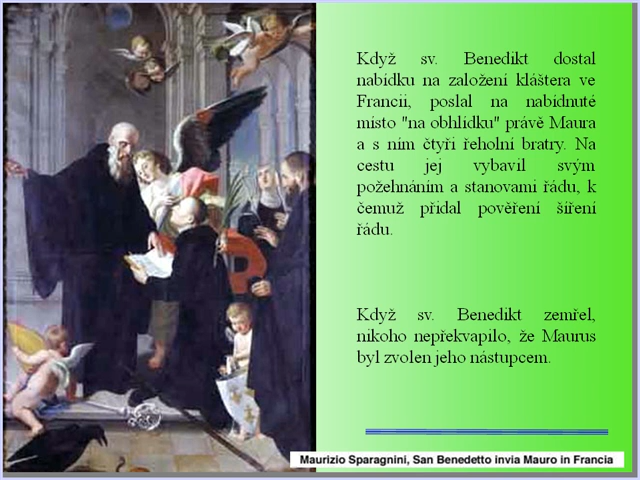 Když sv. Benedikt dostal
nabídku na založení kláštera ve
Francii, poslal na nabídnuté
místo "na obhlídku" právě Maura
a s ním čtyři řeholní bratry. Na
cestu jej vybavil svým
požehnáním a stanovami řádu, k
čemuž přidal pověření šíření
řádu.
Když sv. Benedikt zemřel,
nikoho nepřekvapilo, že Maurus
byl zvolen jeho nástupcem.
Maurizio Sparagnini, San Benedetto invia Mauro in Francia